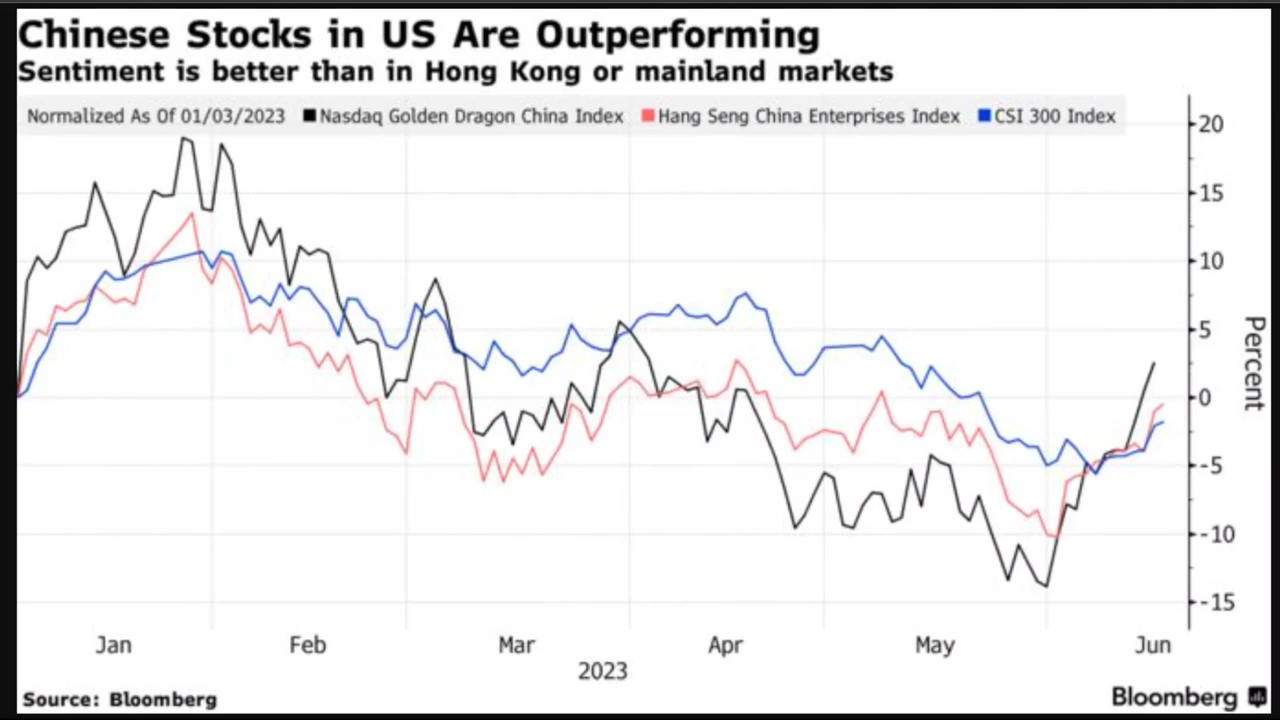 Chinese Stocks in US Are Outperforming
Sentiment is better than in Hong Kong or mainland markets
Normalized As Of 01/03/2023 Nasdaq Golden Dragon China Index Hang Seng China Enterprises Index CSI 300 Index
20
15
10
5
0
-5
-10
-15
Percent
Jan Feb Mar Apr May Jun
2023
Source: Bloomberg
Bloomberg